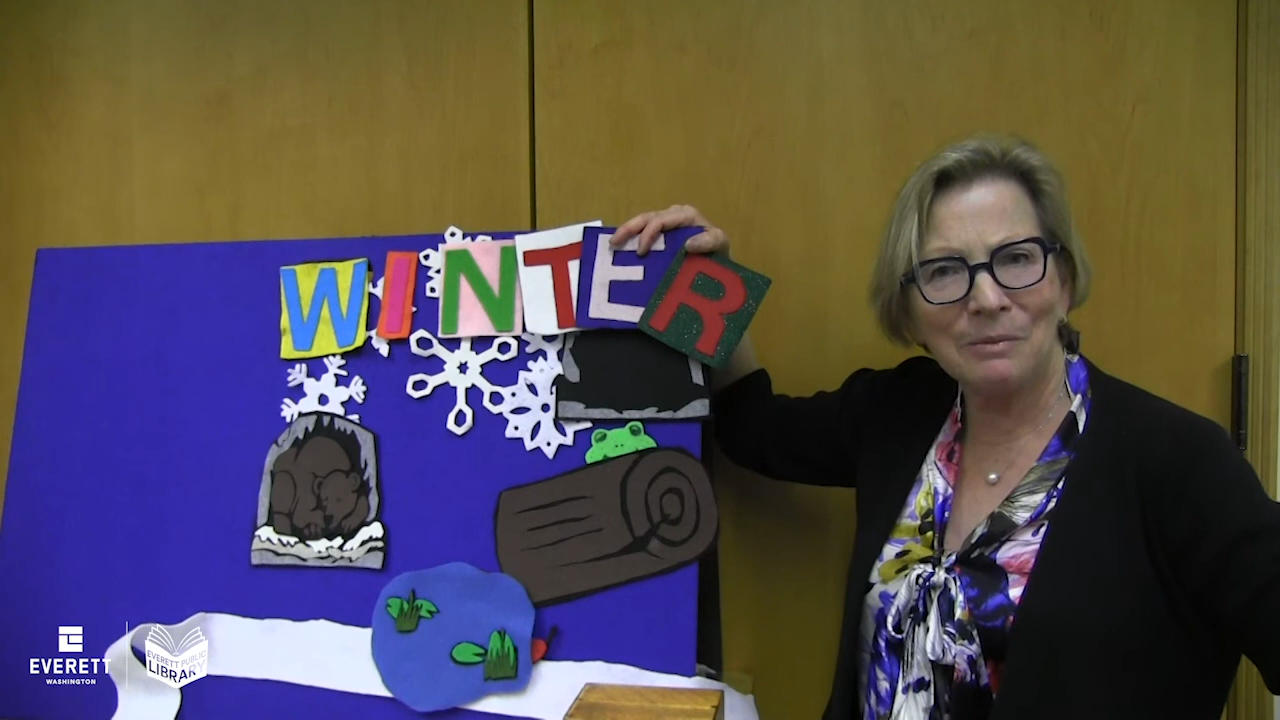 WINTER
EVERETT
WASHINGTON
EVERETT PUBLIC
LIBRARY